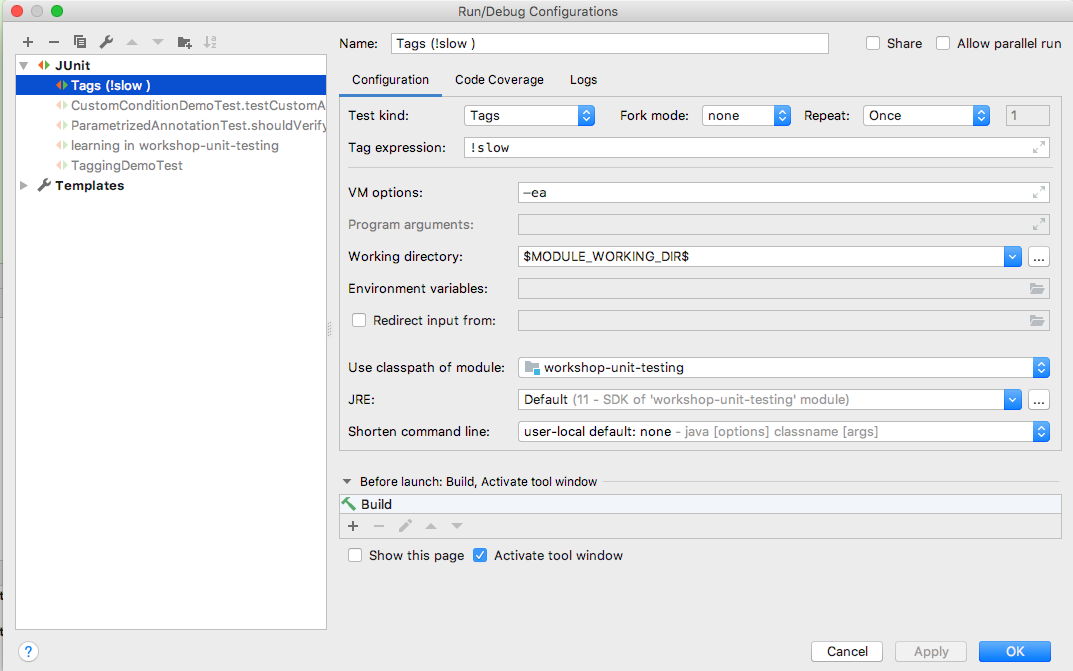 Run/Debug Configurations
Name: Tags (!slow )
Share
Allow parallel run
JUnit
Tags (!slow )
CustomConditionDemoTest.testCustomA
ParametrizedAnnotationTest.shouldVerify
learning in workshop-unit-testing
TaggingDemoTest
Templates
Configuration Code Coverage Logs
Test kind: Tags Fork mode: none Repeat: Once 1
Tag expression: !slow
VM options: -ea
Program arguments:
Working directory: $MODULE_WORKING_DIR$ ...
Environment variables:
Redirect input from:
Use classpath of module: workshop-unit-testing
JRE: Default (11 - SDK of 'workshop-unit-testing' module) ...
Shorten command line: user-local default: none - java [options] classname [args]
Before launch: Build, Activate tool window
Build
Show this page Activate tool window
? Cancel Apply OK